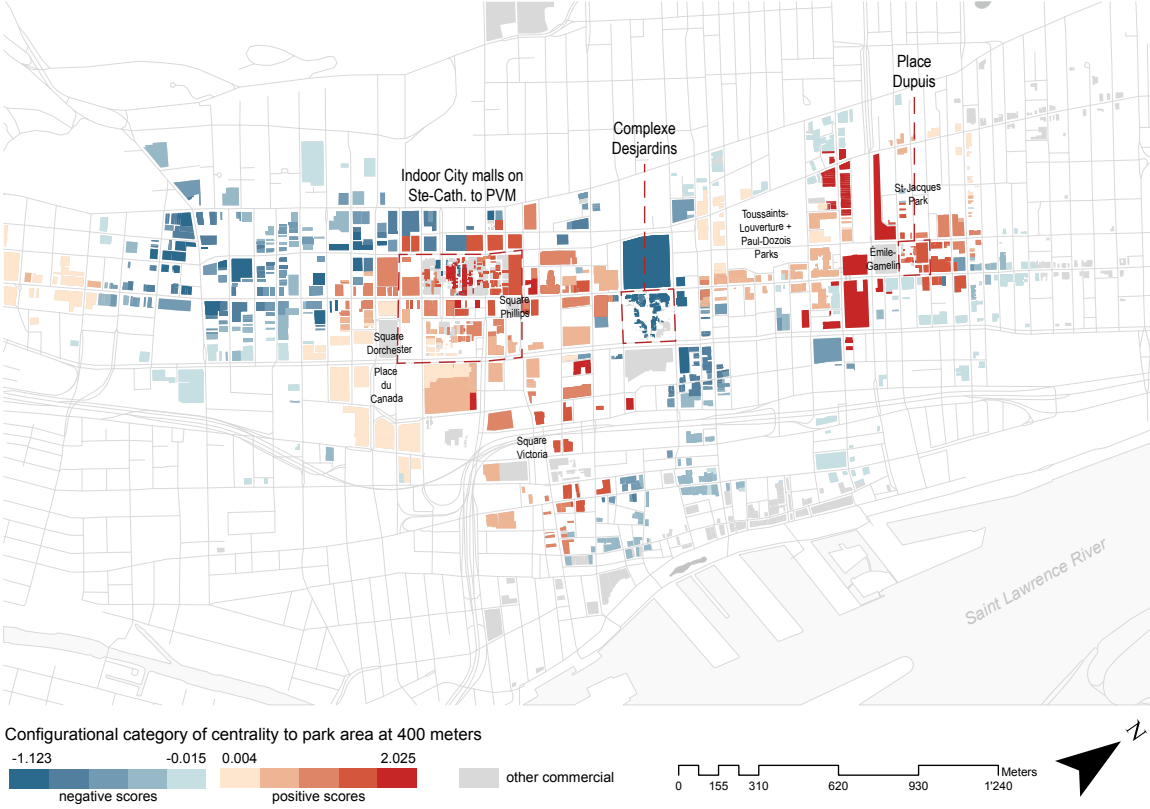 Place
Dupuis
Complexe
Desjardins
Indoor City malls on
Ste-Cath. to PVM
St-Jacques
Park
Toussaints-
Louverture +
Paul-Dozois
Parks
Émile-
Gamelin
Square
Phillips
Square
Dorchester
Place
du
Canada
Square
Victoria
Saint Lawrence River
Configurational category of centrality to park area at 400 meters
-1.123 -0.015 0.004 2.025
negative scores positive scores
other commercial
Meters
0 155 310 620 930 1'240
N